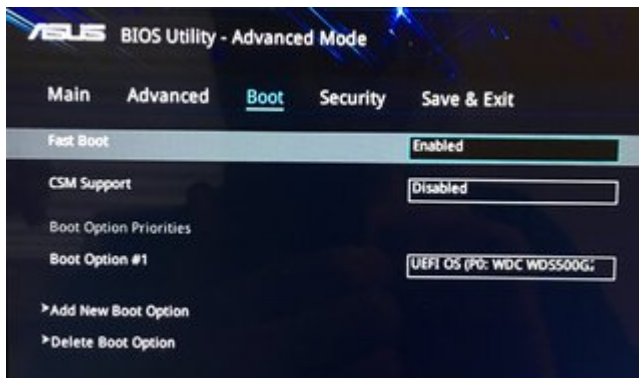 ASUS BIOS Utility - Advanced Mode
Main Advanced Boot Security Save & Exit
Fast Boot Enabled
CSM Support Disabled
Boot Option Priorities
Boot Option #1 UEFI OS (P0: WDC WDS500G2
>Add New Boot Option
>Delete Boot Option